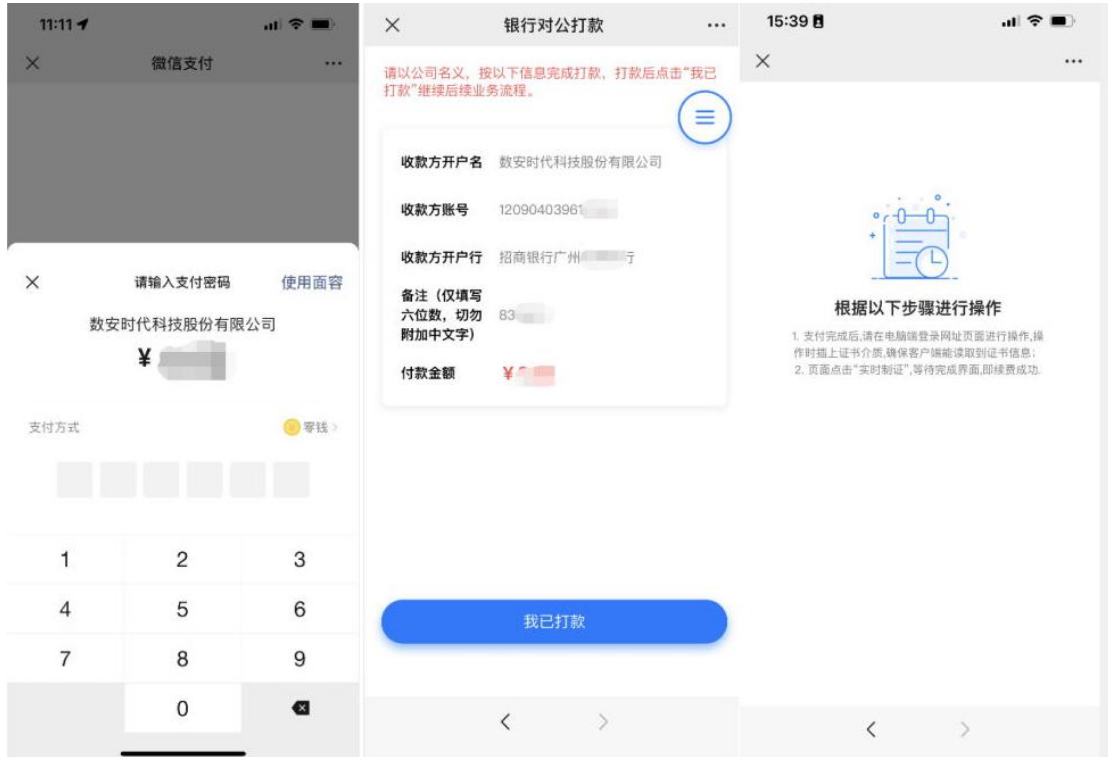 11:11
微信支付
请输入支付密码
使用面容
数安时代科技股份有限公司
¥
支付方式
零钱
1 2 3
4 5 6
7 8 9
0
银行对公打款
请以公司名义，按以下信息完成打款，打款后点击“我已
打款”继续后续业务流程。
收款方开户名 数安时代科技股份有限公司
收款方账号 12090403961
收款方开户行 招商银行广州 行
备注（仅填写
六位数，切勿
附加中文字） 83
付款金额 ¥
我已打款
15:39
根据以下步骤进行操作
1. 支付完成后,请在电脑端登录网址页面进行操作,操
作时插上证书介质,确保客户端能读取到证书信息;
2. 页面点击"实时制证",等待完成界面,即续费成功.